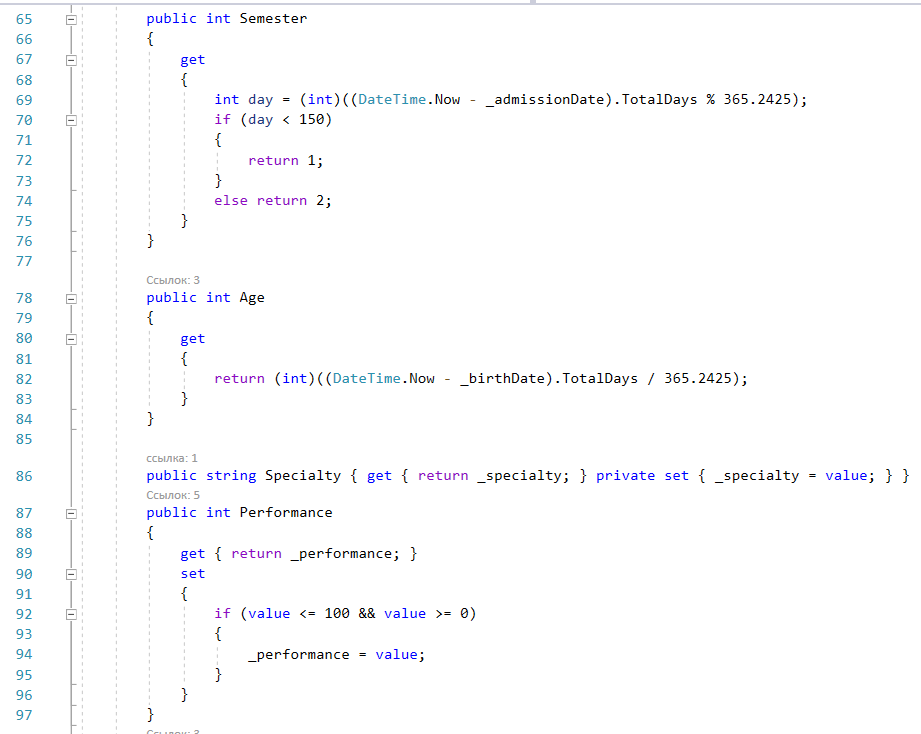 65 public int Semester
66 {
67 get
68 {
69 int day = (int)((DateTime.Now - _admissionDate).TotalDays % 365.2425);
70 if (day < 150)
71 {
72 return 1;
73 }
74 else return 2;
75 }
76 }
77
Ссылок: 3
78 public int Age
79 {
80 get
81 {
82 return (int)((DateTime.Now - _birthDate).TotalDays / 365.2425);
83 }
84 }
85
ссылка: 1
86 public string Specialty { get { return _specialty; } private set { _specialty = value; } }
Ссылок: 5
87 public int Performance
88 {
89 get { return _performance; }
90 set
91 {
92 if (value <= 100 && value >= 0)
93 {
94 _performance = value;
95 }
96 }
97 }
Ссылок: 3